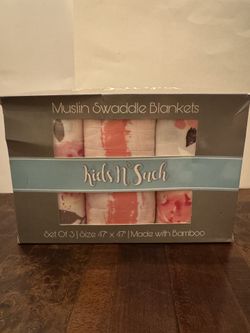 Muslin Swaddle Blankets
Kids N' Such
Set Of 3 | Size 47" x 47" | Made with Bamboo